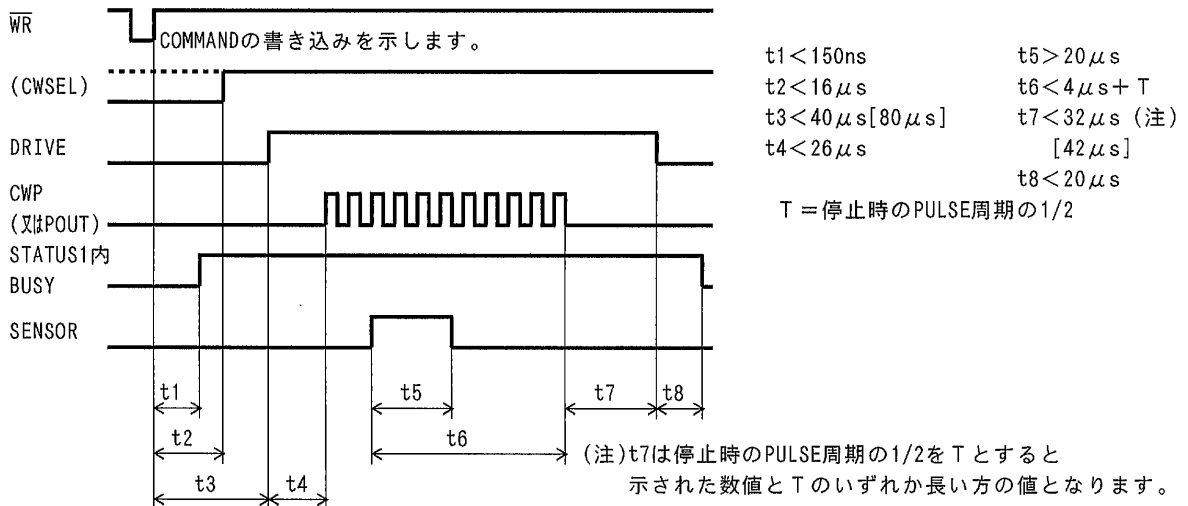 WR
COMMANDの書き込みを示します。
(CWSEL)
DRIVE
CWP
(又はPOUT)
STATUS1内
BUSY
SENSOR
t1
t2
t3
t4
t5
t6
t7
t8
t1<150ns
t2<16μs
t3<40μs[80μs]
t4<26μs
t5>20μs
t6<4μs+T
t7<32μs (注)
[42μs]
t8<20μs
T=停止時のPULSE周期の1/2
(注)t7は停止時のPULSE周期の1/2をTとすると
示された数値とTのいずれか長い方の値となります。